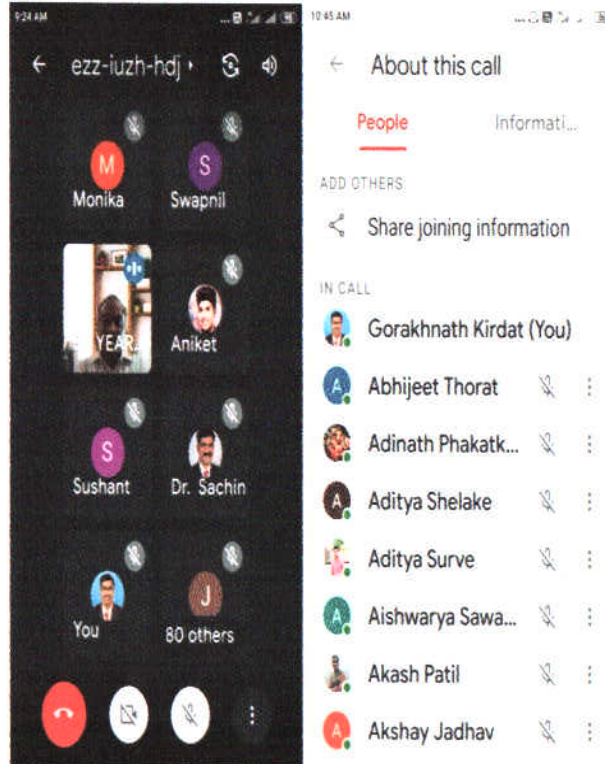 9:24 AM
ezz-iuzh-hdj
M
S
Monika
Swapnil
YEAR..
Aniket
S
Sushant
Dr. Sachin
J
You
80 others
10:45 AM
About this call
People
Informati...
ADD OTHERS
Share joining information
IN CALL
Gorakhnath Kirdat (You)
A
Abhijeet Thorat
Adinath Phakatk...
A
Aditya Shelake
Aditya Surve
A
Aishwarya Sawa...
Akash Patil
A
Akshay Jadhav